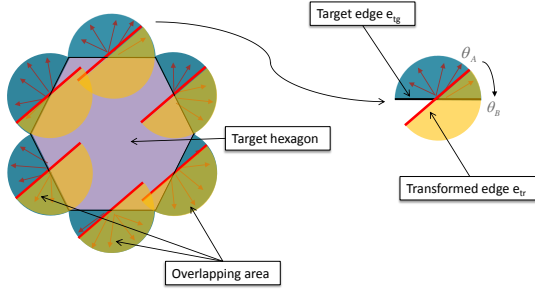 Target edge e_tg
θ_A
θ_B
Target hexagon
Transformed edge e_tr
Overlapping area